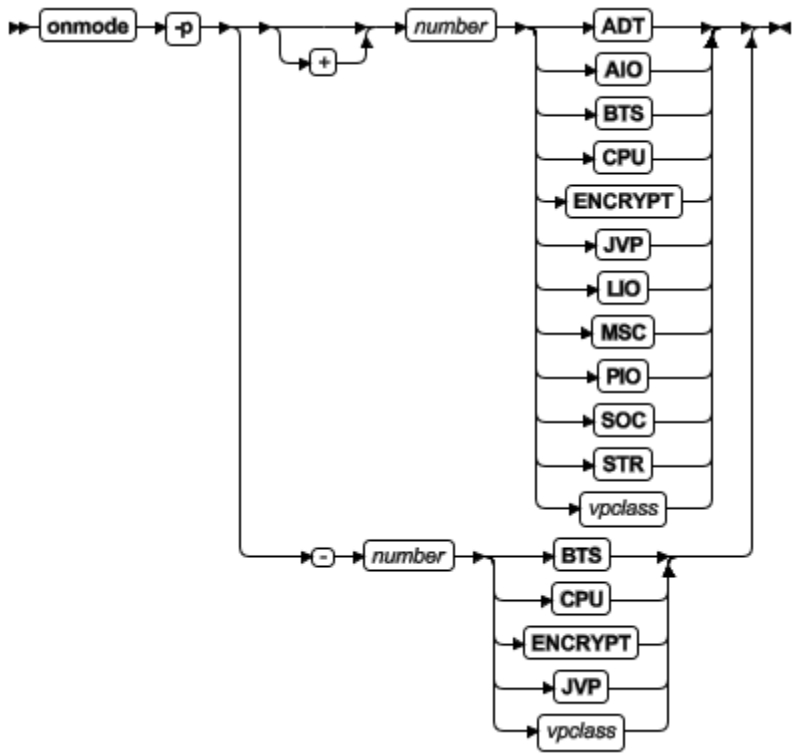 onmode -p number ADT
+ AIO
BTS
CPU
ENCRYPT
JVP
LIO
MSC
PIO
SOC
STR
vpclass
- number BTS
CPU
ENCRYPT
JVP
vpclass